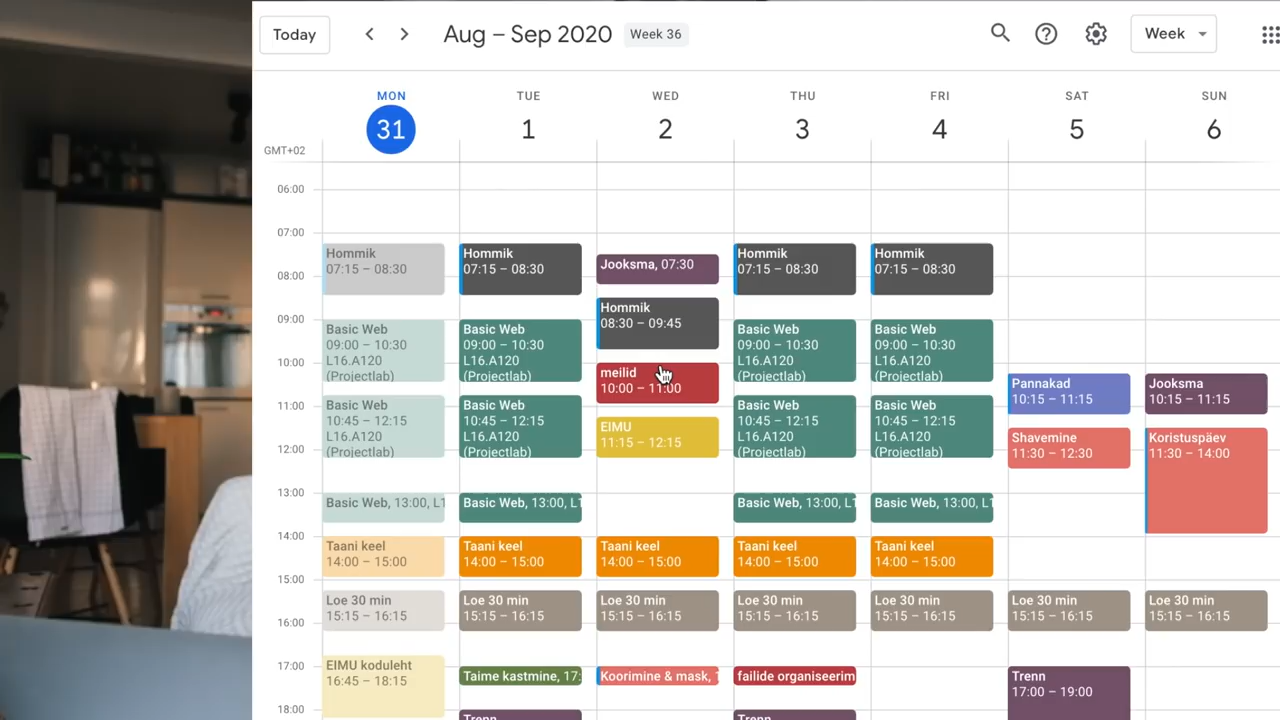 Today
Aug – Sep 2020
Week 36
Week
MON
TUE
WED
THU
FRI
SAT
SUN
31
1
2
3
4
5
6
GMT+02
06:00
07:00
08:00
09:00
10:00
11:00
12:00
13:00
14:00
15:00
16:00
17:00
18:00
Hommik
07:15 – 08:30
Basic Web
09:00 – 10:30
L16.A120
(Projectlab)
Basic Web
10:45 – 12:15
L16.A120
(Projectlab)
Basic Web, 13:00, L1
Taani keel
14:00 – 15:00
Loe 30 min
15:15 – 16:15
EIMU koduleht
16:45 – 18:15
Hommik
07:15 – 08:30
Basic Web
09:00 – 10:30
L16.A120
(Projectlab)
Basic Web
10:45 – 12:15
L16.A120
(Projectlab)
Basic Web, 13:00, L1
Taani keel
14:00 – 15:00
Loe 30 min
15:15 – 16:15
Taime kastmine, 17:
Trenn
Jooksma, 07:30
Hommik
08:30 – 09:45
meilid
10:00 – 11:00
EIMU
11:15 – 12:15
Taani keel
14:00 – 15:00
Loe 30 min
15:15 – 16:15
Koorimine & mask, 1
Hommik
07:15 – 08:30
Basic Web
09:00 – 10:30
L16.A120
(Projectlab)
Basic Web
10:45 – 12:15
L16.A120
(Projectlab)
Basic Web, 13:00, L1
Taani keel
14:00 – 15:00
Loe 30 min
15:15 – 16:15
failide organiseerim
Trenn
Hommik
07:15 – 08:30
Basic Web
09:00 – 10:30
L16.A120
(Projectlab)
Basic Web
10:45 – 12:15
L16.A120
(Projectlab)
Basic Web, 13:00, L1
Taani keel
14:00 – 15:00
Loe 30 min
15:15 – 16:15
Pannakad
10:15 – 11:15
Shavemine
11:30 – 12:30
Loe 30 min
15:15 – 16:15
Trenn
17:00 – 19:00
Jooksma
10:15 – 11:15
Koristuspäev
11:30 – 14:00
Loe 30 min
15:15 – 16:15